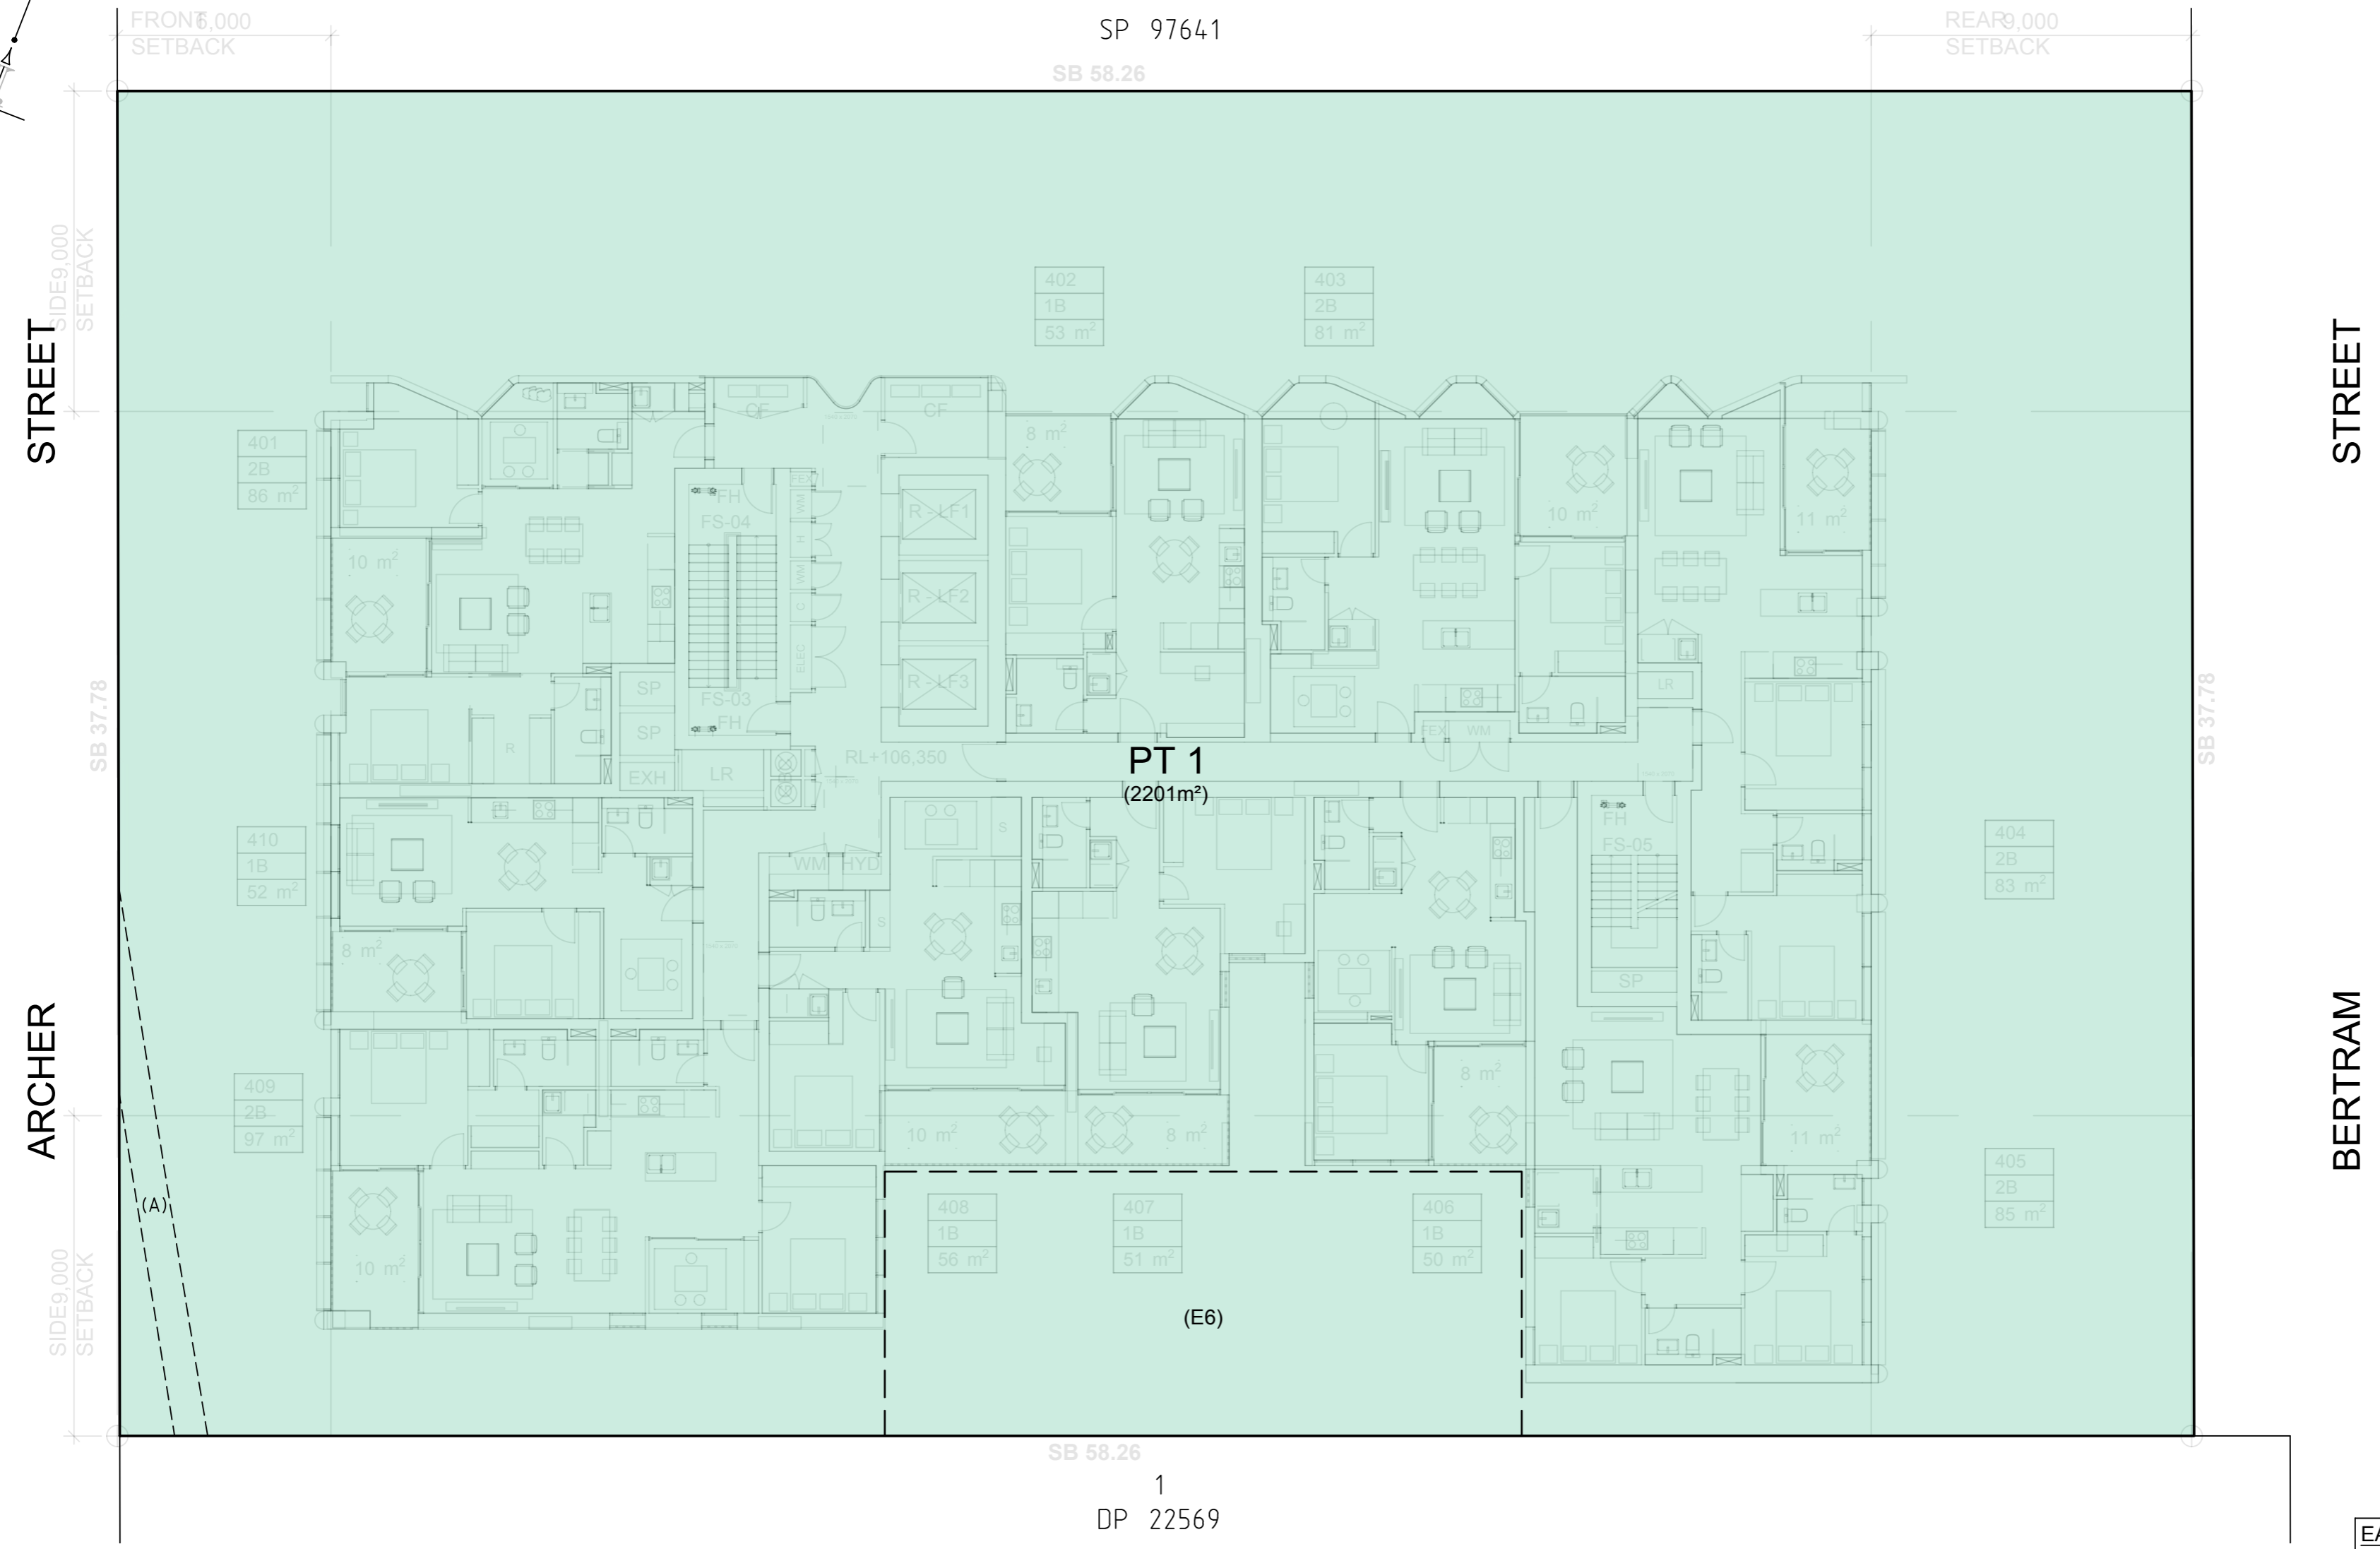 FRONT 6,000
SETBACK
SP 97641
REAR 9,000
SETBACK
SB 58.26
SIDE 9,000
SETBACK
STREET
STREET
402
1B
53 m²
403
2B
81 m²
401
2B
86 m²
CF
CF
8 m²
10 m²
11 m²
10 m²
FH
FS-04
FEX
WM
H
WM
C
ELEC
R - LF1
R - LF2
R - LF3
FS-03
FH
SP
SP
EXH
LR
R
LR
FEX
WM
SB 37.78
SB 37.78
RL+106,350
PT 1
(2201m²)
410
1B
52 m²
404
2B
83 m²
FH
FS-05
SP
WM
HYD
S
S
8 m²
ARCHER
BERTRAM
409
2B
97 m²
10 m²
8 m²
8 m²
11 m²
405
2B
85 m²
(A)
10 m²
408
1B
56 m²
407
1B
51 m²
406
1B
50 m²
(E6)
SIDE 9,000
SETBACK
SB 58.26
1
DP 22569